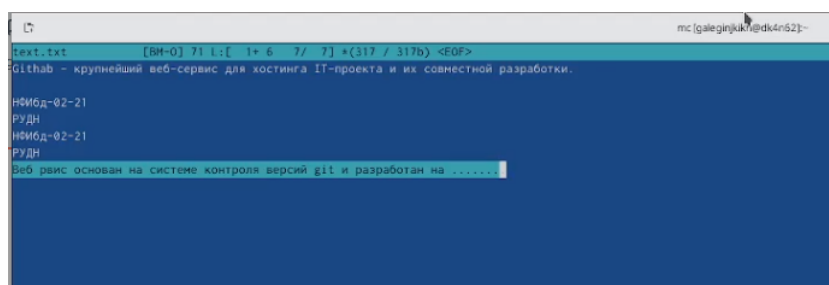 mc [galeginjkikh@dk4n62]:~
text.txt [BM-O] 71 L:[ 1+ 6 7/ 7] *(317 / 317b) <EOF>
Githab - крупнейший веб-сервис для хостинга IT-проекта и их совместной разработки.
НФИбд-02-21
РУДН
НФИбд-02-21
РУДН
Веб рвис основан на системе контроля версий git и разработан на .......